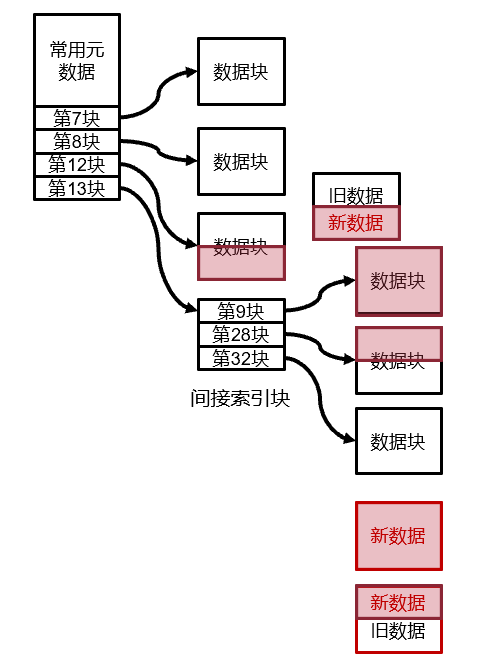 常用元
数据
第7块
第8块
第12块
第13块
数据块
数据块
数据块
旧数据
新数据
第9块
第28块
第32块
间接索引块
数据块
数据块
数据块
新数据
新数据
旧数据